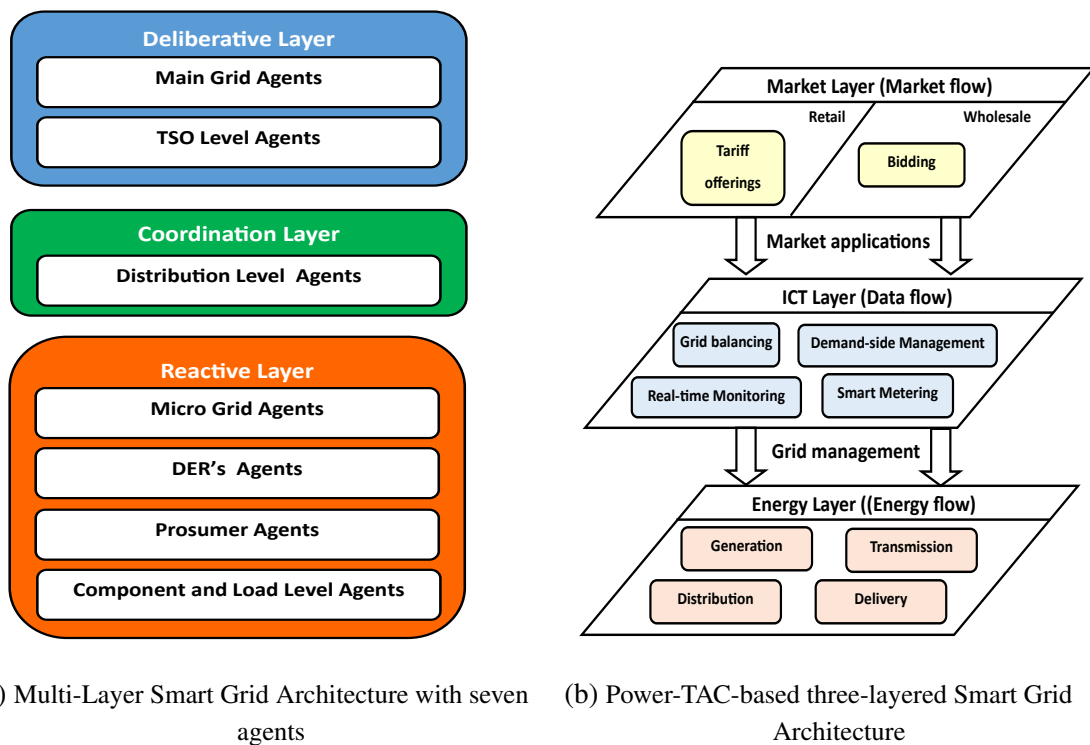 Deliberative Layer
Main Grid Agents
TSO Level Agents
Coordination Layer
Distribution Level Agents
Reactive Layer
Micro Grid Agents
DER's Agents
Prosumer Agents
Component and Load Level Agents
) Multi-Layer Smart Grid Architecture with seven
agents
Market Layer (Market flow)
Retail
Wholesale
Tariff
offerings
Bidding
Market applications
ICT Layer (Data flow)
Grid balancing
Demand-side Management
Real-time Monitoring
Smart Metering
Grid management
Energy Layer ((Energy flow)
Generation
Transmission
Distribution
Delivery
(b) Power-TAC-based three-layered Smart Grid
Architecture